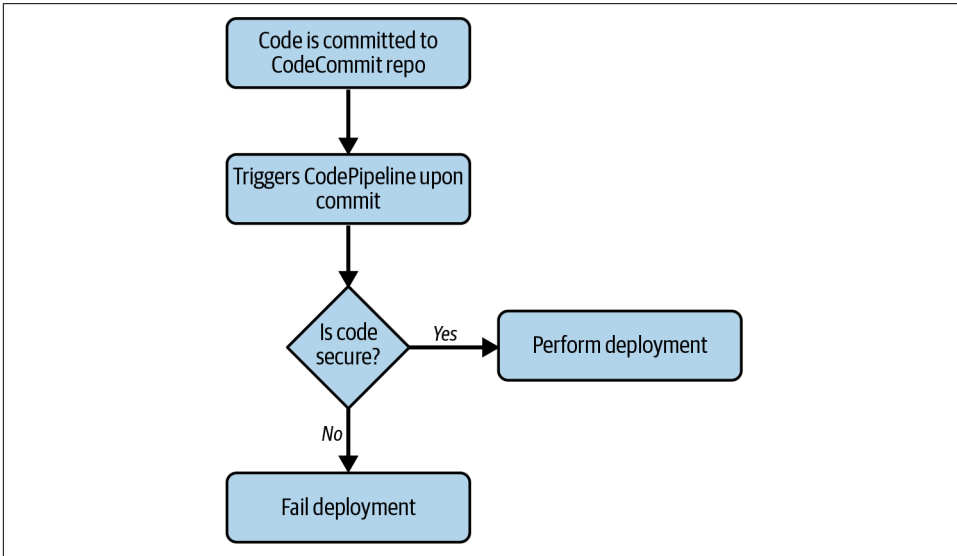 Code is committed to
CodeCommit repo
Triggers CodePipeline upon
commit
Is code
secure?
Yes
Perform deployment
No
Fail deployment